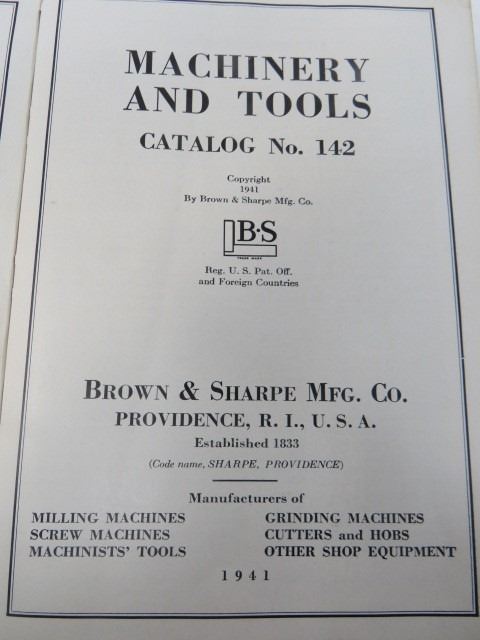 MACHINERY
AND TOOLS
CATALOG No. 142
Copyright
1941
By Brown & Sharpe Mfg. Co.
B·S
TRADE MARK
Reg. U. S. Pat. Off.
and Foreign Countries
BROWN & SHARPE MFG. CO.
PROVIDENCE, R. I., U. S. A.
Established 1833
(Code name, SHARPE, PROVIDENCE)
Manufacturers of
MILLING MACHINES
SCREW MACHINES
MACHINISTS' TOOLS
GRINDING MACHINES
CUTTERS and HOBS
OTHER SHOP EQUIPMENT
1941